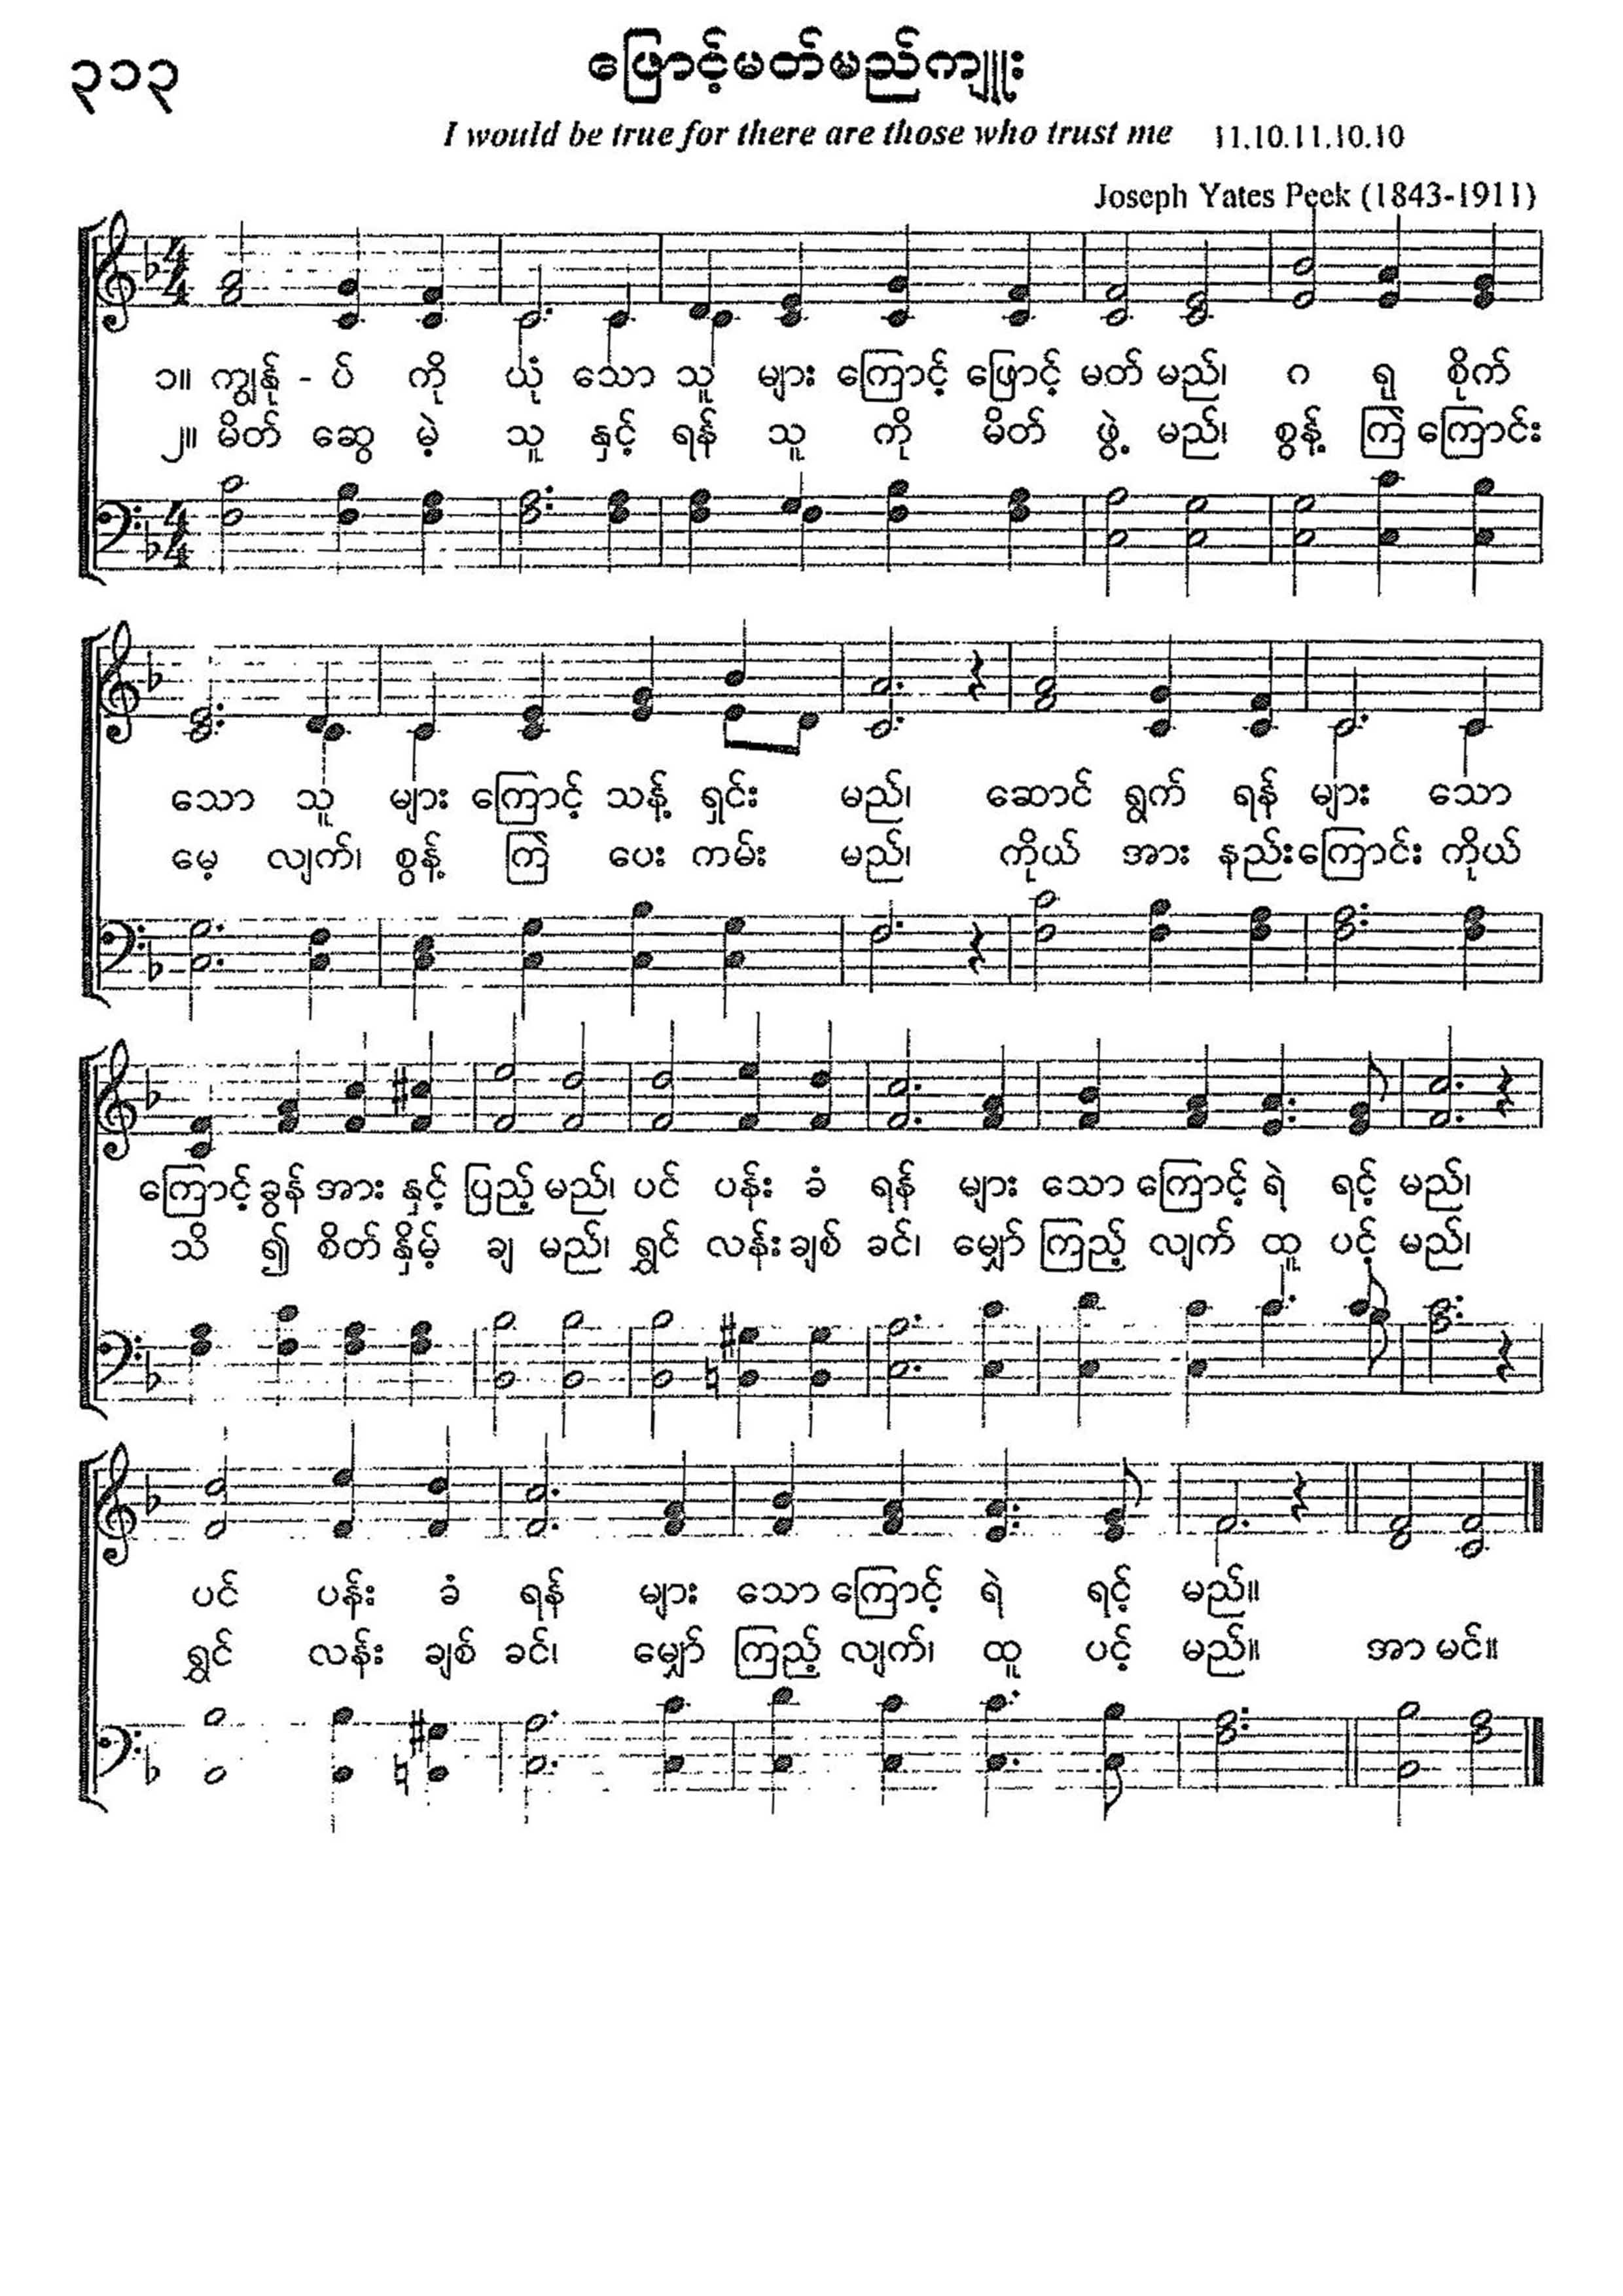 ၃၁၃
ဖြောင့်မတ်မည်ကျူး
I would be true for there are those who trust me 11.10.11.10.10
Joseph Yates Peek (1843-1911)
၁။ ကျွန်ုပ် - ပ် ကို ယုံ သော သူ များ ကြောင့် ဖြောင့် မတ် မည်၊ ဂ ရု စိုက်
၂။ မိတ် ဆွေ မဲ့ သူ နှင့် ရန် သူ ကို မိတ် ဖွဲ့ မည်၊ စွန့် ကြဲ ကြောင်း
သော သူ များ ကြောင့် သန့် ရှင်း မည်၊ ဆောင် ရွက် ရန် များ သော
မေ့ လျက်၊ စွန့် ကြဲ ပေး ကမ်း မည်၊ ကိုယ် အား နည်း ကြောင်း ကိုယ်
ကြောင့် ခွန် အား နှင့် ပြည့် မည်၊ ပင် ပန်း ခံ ရန် များ သော ကြောင့် ရဲ ရင့် မည်၊
သိ ၍ စိတ် နှိမ့် ချ မည်၊ ရွှင် လန်း ချစ် ခင်၊ မျှော် ကြည့် လျက် ထူ ပင့် မည်၊
ပင် ပန်း ခံ ရန် များ သော ကြောင့် ရဲ ရင့် မည်။
ရွှင် လန်း ချစ် ခင်၊ မျှော် ကြည့် လျက်၊ ထူ ပင့် မည်။ အာ မင်။